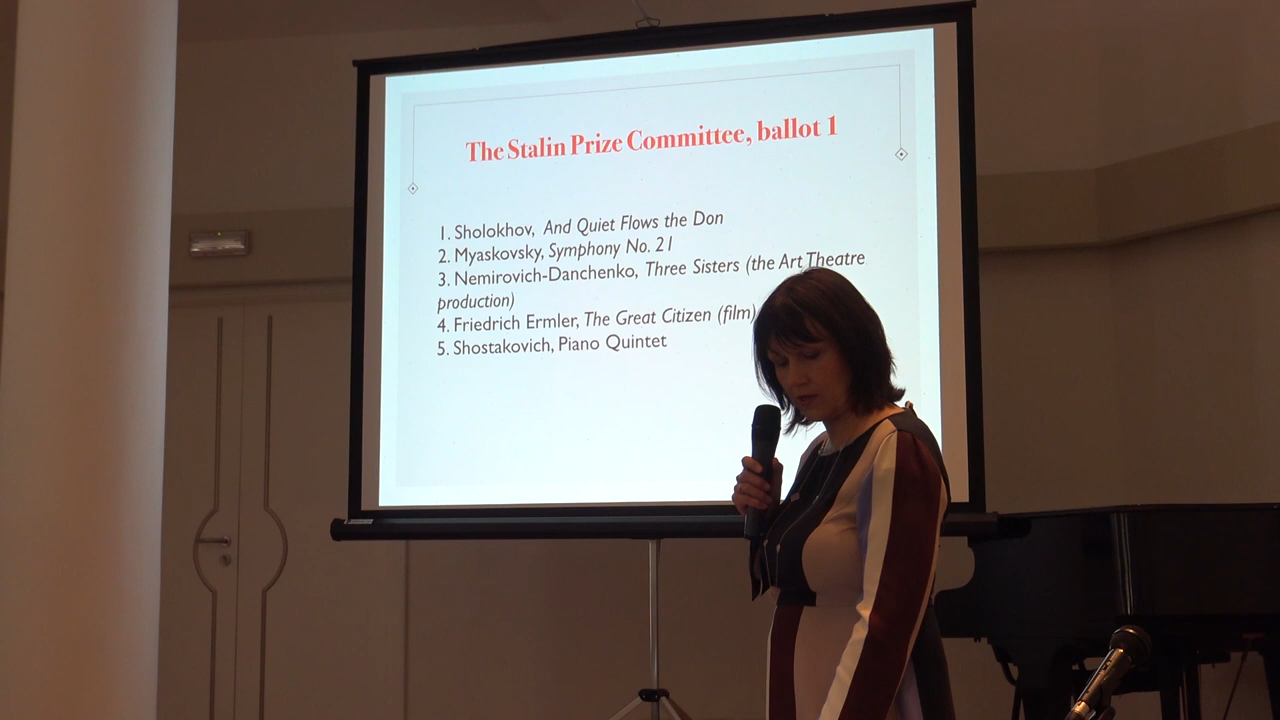 The Stalin Prize Committee, ballot 1
1. Sholokhov, And Quiet Flows the Don
2. Myaskovsky, Symphony No. 21
3. Nemirovich-Danchenko, Three Sisters (the Art Theatre
production)
4. Friedrich Ermler, The Great Citizen (film)
5. Shostakovich, Piano Quintet